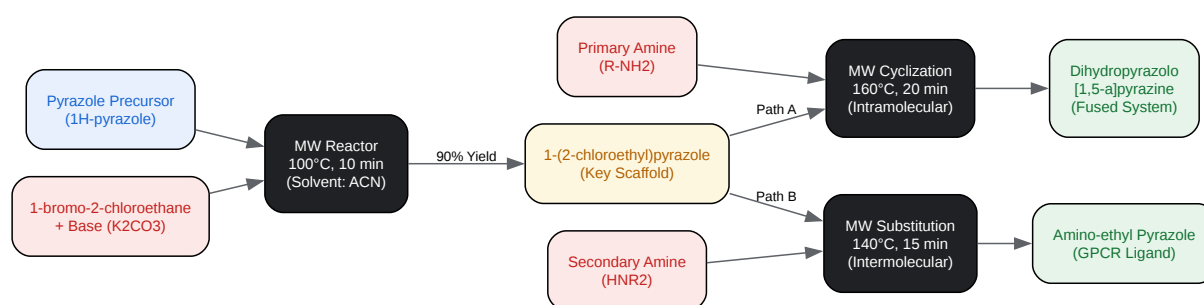 Pyrazole Precursor
(1H-pyrazole)
1-bromo-2-chloroethane
+ Base (K2CO3)
MW Reactor
100°C, 10 min
(Solvent: ACN)
90% Yield
Primary Amine
(R-NH2)
1-(2-chloroethyl)pyrazole
(Key Scaffold)
Secondary Amine
(HNR2)
Path A
Path B
MW Cyclization
160°C, 20 min
(Intramolecular)
MW Substitution
140°C, 15 min
(Intermolecular)
Dihydropyrazolo
[1,5-a]pyrazine
(Fused System)
Amino-ethyl Pyrazole
(GPCR Ligand)